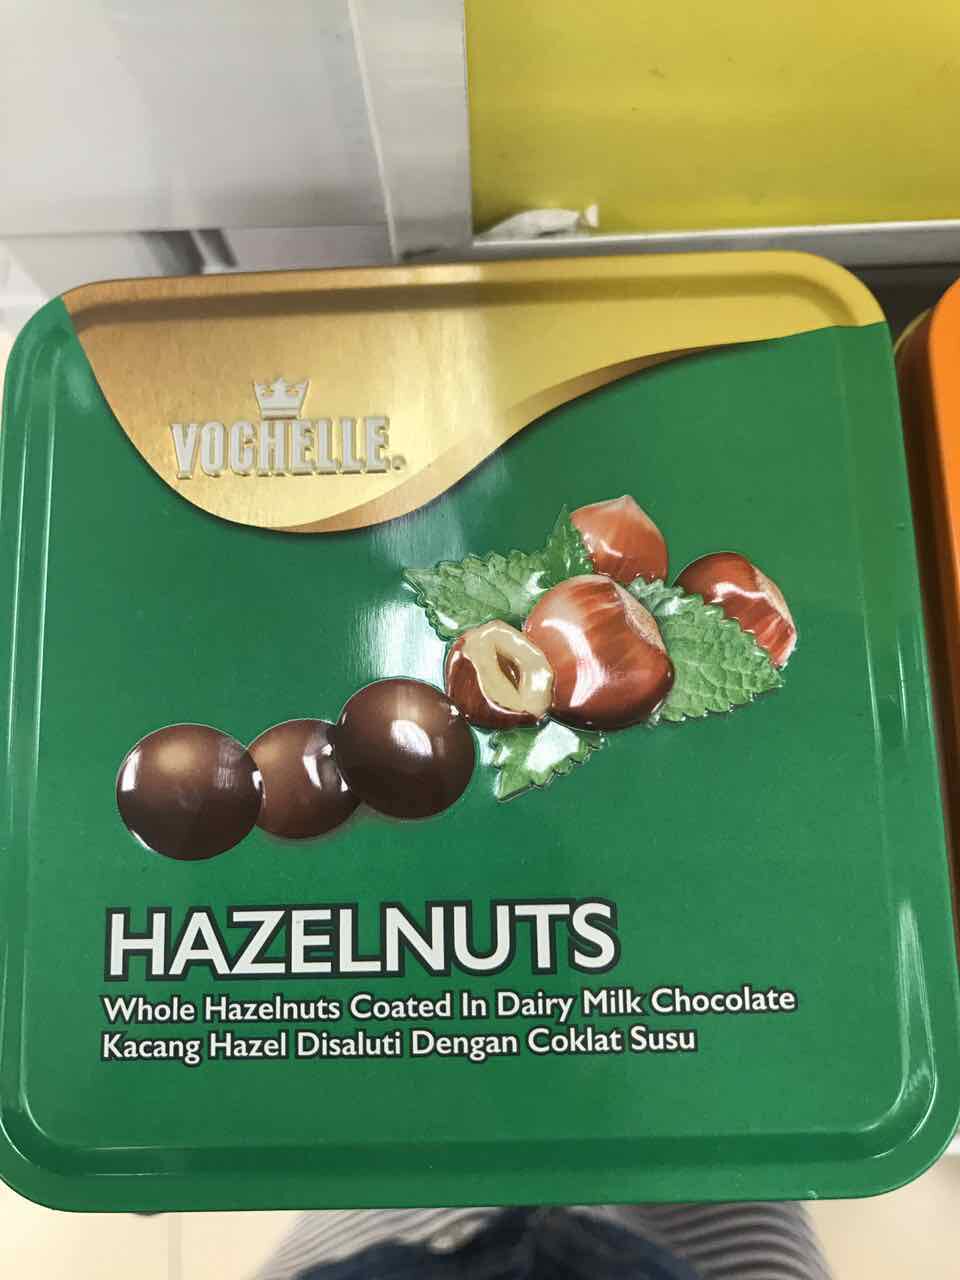 VOCHELLE.
HAZELNUTS
Whole Hazelnuts Coated In Dairy Milk Chocolate
Kacang Hazel Disaluti Dengan Coklat Susu